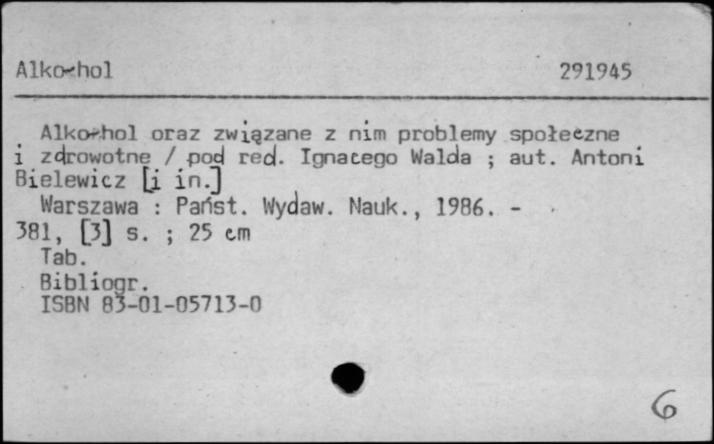 Alkohol 291945
Alkohol oraz związane z nim problemy społeczne
i zdrowotne / pod red. Ignacego Walda ; aut. Antoni
Bielewicz [i in.]
Warszawa : Państ. Wydaw. Nauk., 1986. -
381, [3] s. ; 25 cm
Tab.
Bibliogr.
ISBN 83-01-05713-0
6